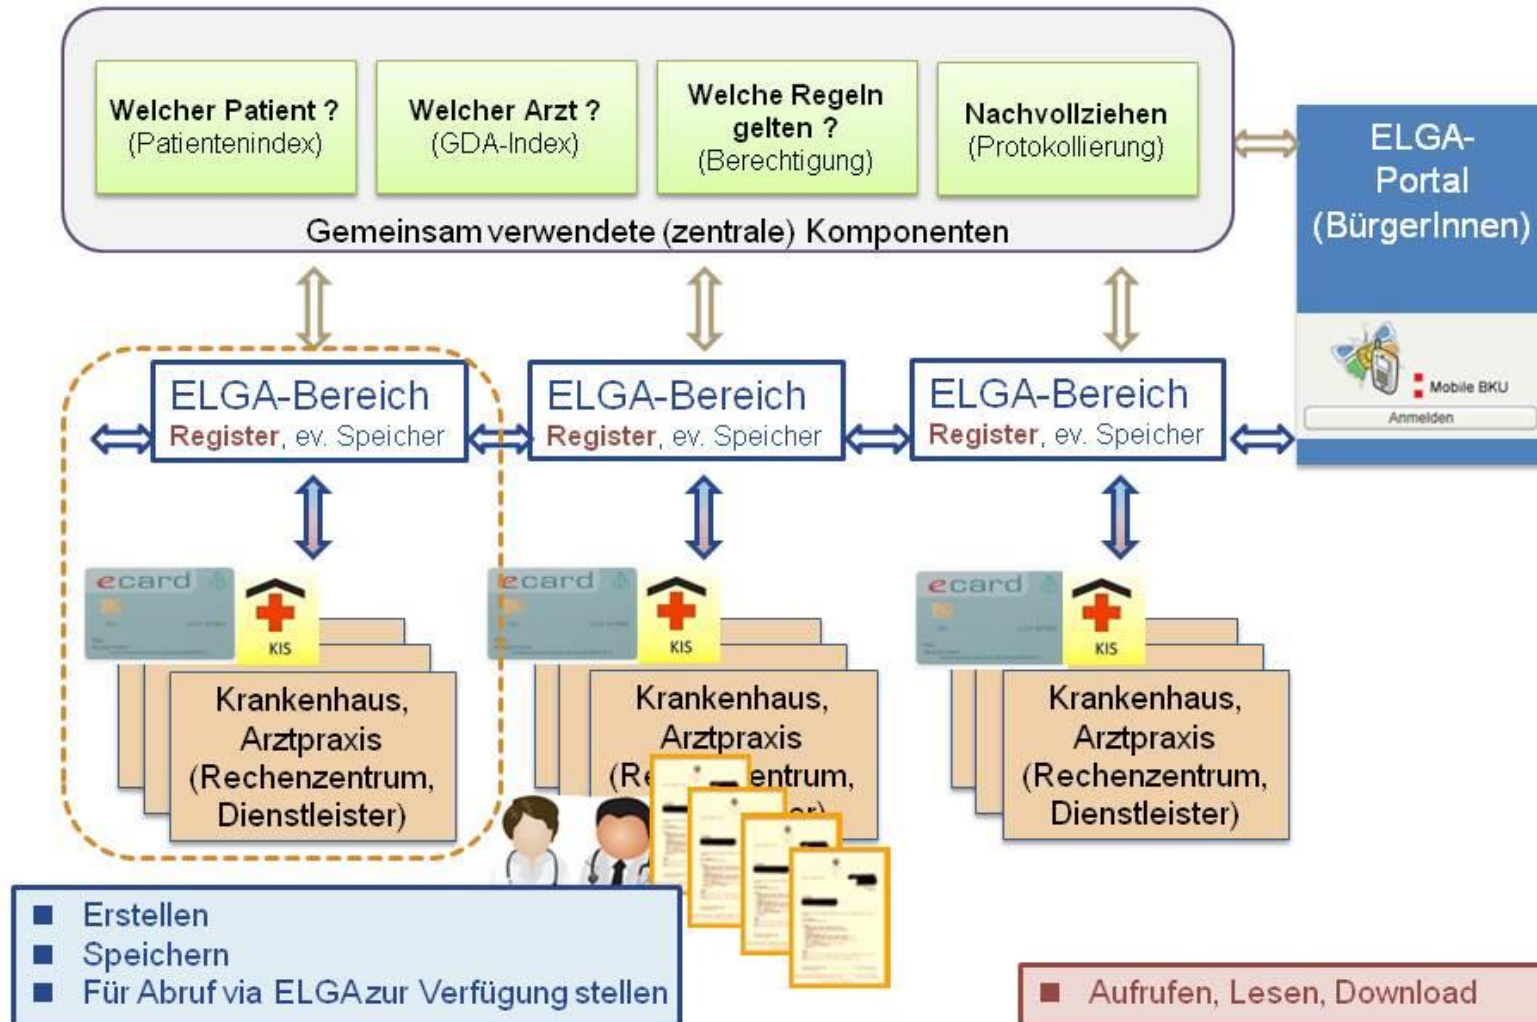 Welcher Patient ?
(Patientenindex)
Welcher Arzt ?
(GDA-Index)
Welche Regeln
gelten ?
(Berechtigung)
Nachvollziehen
(Protokollierung)
Gemeinsam verwendete (zentrale) Komponenten
ELGA-
Portal
(BürgerInnen)
Mobile BKU
Anmelden
ELGA-Bereich
Register, ev. Speicher
ELGA-Bereich
Register, ev. Speicher
ELGA-Bereich
Register, ev. Speicher
ecard
KIS
ecard
KIS
ecard
KIS
Krankenhaus,
Arztpraxis
(Rechenzentrum,
Dienstleister)
Krankenhaus,
Arztpraxis
Krankenhaus,
Arztpraxis
(Rechenzentrum,
Dienstleister)
Erstellen
Speichern
Für Abruf via ELGA zur Verfügung stellen
Aufrufen, Lesen, Download